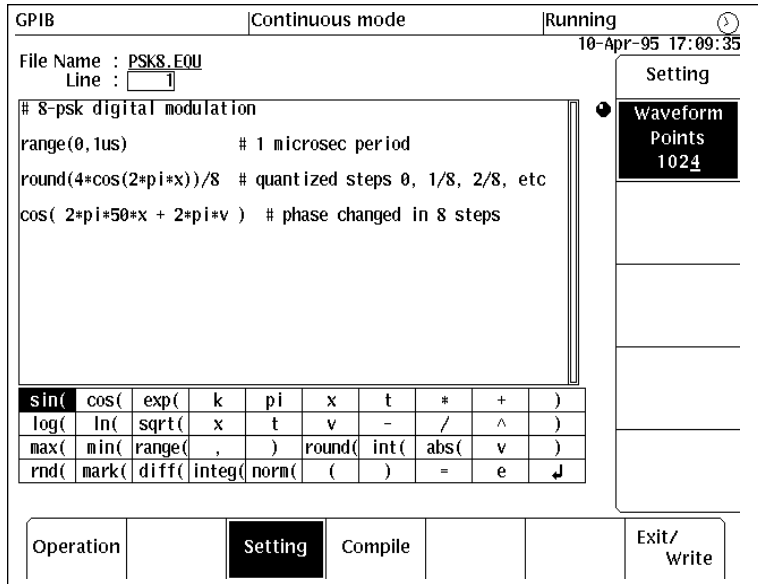 GPIB Continuous mode Running
10-Apr-95 17:09:35
File Name : PSK8.EQU
Line : 1
# 8-psk digital modulation
range(0,1us) # 1 microsec period
round(4*cos(2*pi*x))/8 # quantized steps 0, 1/8, 2/8, etc
cos( 2*pi*50*x + 2*pi*v ) # phase changed in 8 steps
Setting
Waveform
Points
1024
sin( cos( exp( k pi x t * + )
log( ln( sqrt( x t v - / ^ )
max( min( range( , ) round( int( abs( v )
rnd( mark( diff( integ( norm( ( ) = e ↲
Operation Setting Compile Exit/
Write